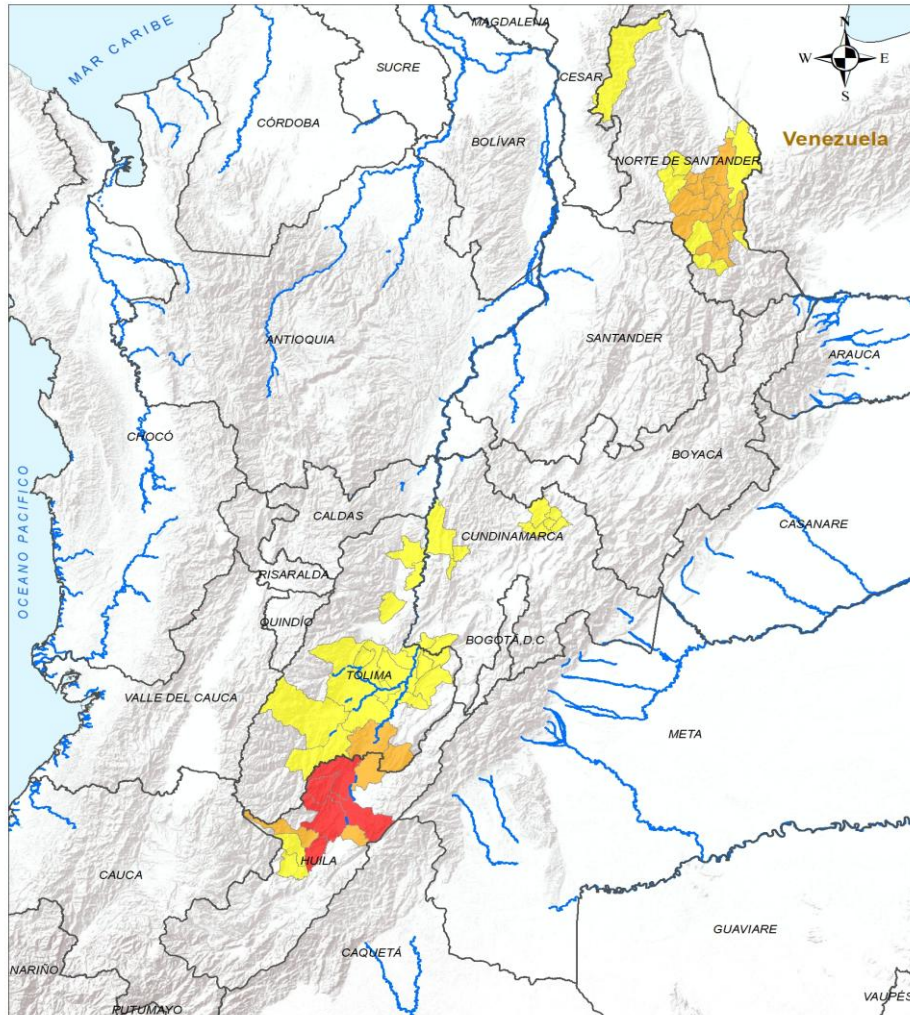 MAGDALENA
N
W
E
S
MAR CARIBE
SUCRE
CESAR
CÓRDOBA
BOLÍVAR
Venezuela
NORTE DE SANTANDER
ANTIOQUIA
SANTANDER
ARAUCA
CHOCÓ
BOYACÁ
OCEANO PACIFICO
CALDAS
CASANARE
CUNDINAMARCA
RISARALDA
QUINDÍO
BOGOTÁ,D.C
TOLIMA
VALLE DEL CAUCA
META
HUILA
CAUCA
GUAVIARE
CAQUETÁ
NARIÑO
VAUPÉS
PUTUMAYO